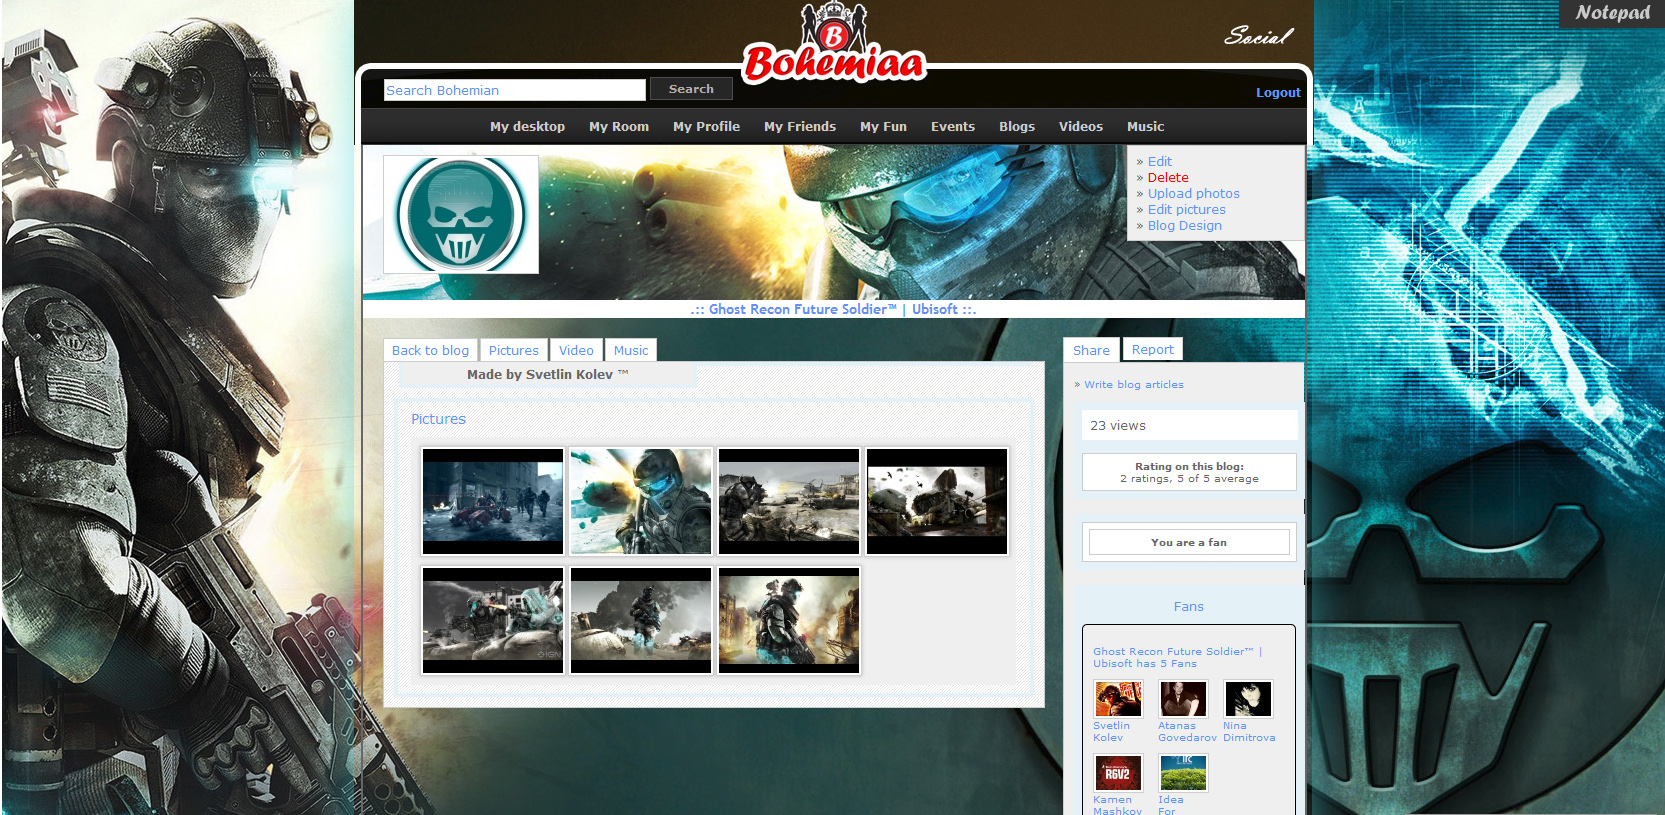 Notepad
Social
B
Bohemiaa
Search Bohemian
Search
Logout
My desktop My Room My Profile My Friends My Fun Events Blogs Videos Music
» Edit
» Delete
» Upload photos
» Edit pictures
» Blog Design
.:: Ghost Recon Future Soldier™ | Ubisoft ::.
Back to blog Pictures Video Music
Made by Svetlin Kolev ™
Pictures
IGN
Share Report
» Write blog articles
23 views
Rating on this blog:
2 ratings, 5 of 5 average
You are a fan
Fans
Ghost Recon Future Soldier™ |
Ubisoft has 5 Fans
Svetlin
Kolev
Atanas
Govedarov
Nina
Dimitrova
R6V2
Kamen
Mashkov
Idea
For